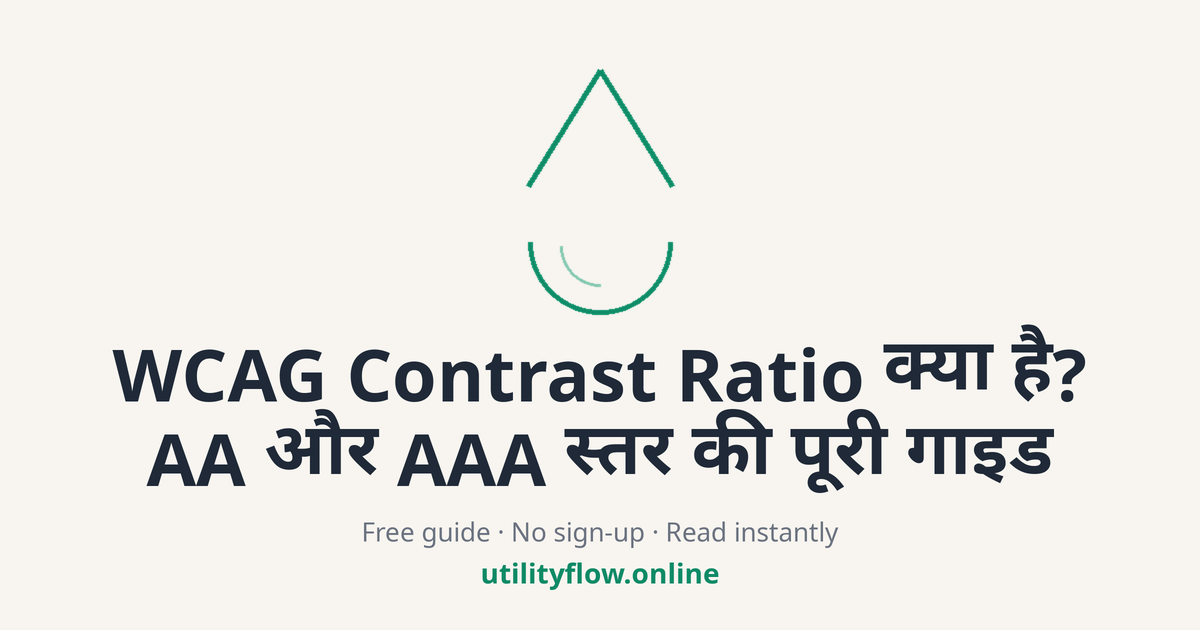 WCAG Contrast Ratio क्या है?
AA और AAA स्तर की पूरी गाइड
Free guide · No sign-up · Read instantly
utilityflow.online